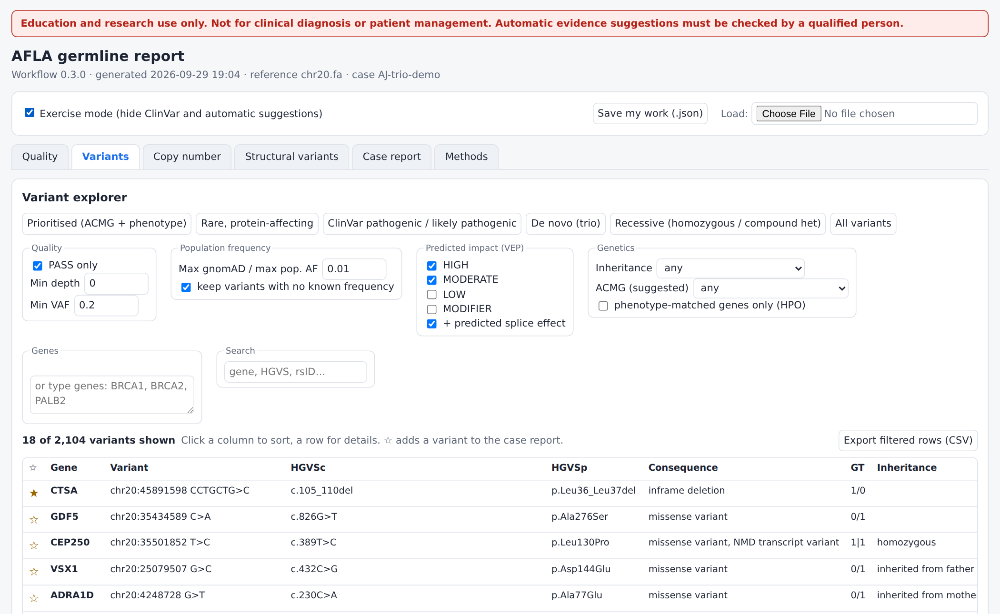 Education and research use only. Not for clinical diagnosis or patient management. Automatic evidence suggestions must be checked by a qualified person.
AFLA germline report
Workflow 0.3.0 · generated 2026-09-29 19:04 · reference chr20.fa · case AJ-trio-demo
Exercise mode (hide ClinVar and automatic suggestions) Save my work (.json) Load: Choose File No file chosen
Quality Variants Copy number Structural variants Case report Methods
Variant explorer
Prioritised (ACMG + phenotype) Rare, protein-affecting ClinVar pathogenic / likely pathogenic De novo (trio) Recessive (homozygous / compound het) All variants
Quality
PASS only
Min depth 0
Min VAF 0.2
Population frequency
Max gnomAD / max pop. AF 0.01
keep variants with no known frequency
Predicted impact (VEP)
HIGH
MODERATE
LOW
MODIFIER
+ predicted splice effect
Genetics
Inheritance any
ACMG (suggested) any
phenotype-matched genes only (HPO)
Genes
or type genes: BRCA1, BRCA2,
PALB2
Search
gene, HGVS, rsID...
18 of 2,104 variants shown Click a column to sort, a row for details. ☆ adds a variant to the case report. Export filtered rows (CSV)
☆ Gene Variant HGVSc HGVSp Consequence GT Inheritance
★ CTSA chr20:45891598 CCTGCTG>C c.105_110del p.Leu36_Leu37del inframe deletion 1/0
☆ GDF5 chr20:35434589 C>A c.826G>T p.Ala276Ser missense variant 0/1
☆ CEP250 chr20:35501852 T>C c.389T>C p.Leu130Pro missense variant, NMD transcript variant 1|1 homozygous
☆ VSX1 chr20:25079507 G>C c.432C>G p.Asp144Glu missense variant 0/1 inherited from father
☆ ADRA1D chr20:4248728 G>T c.230C>A p.Ala77Glu missense variant 0/1 inherited from mothe